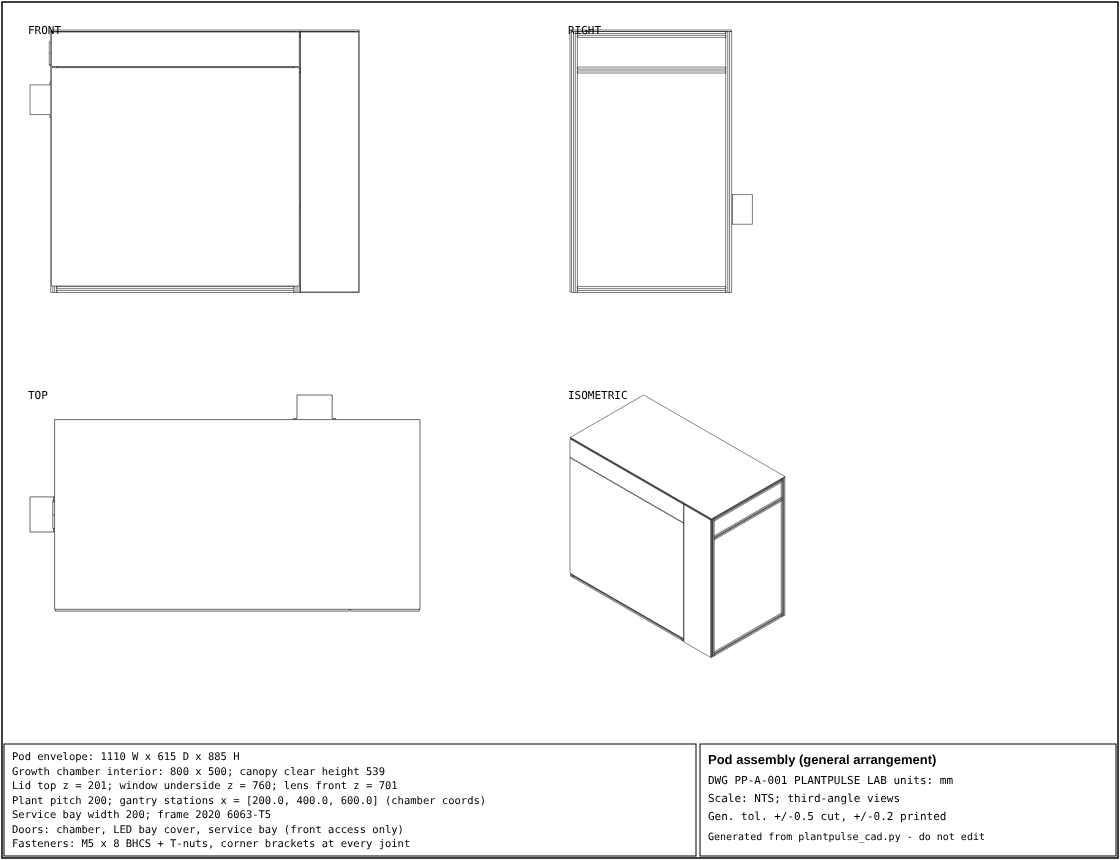 FRONT
RIGHT
TOP
ISOMETRIC
Pod envelope: 1110 W x 615 D x 885 H
Growth chamber interior: 800 x 500; canopy clear height 539
Lid top z = 201; window underside z = 760; lens front z = 701
Plant pitch 200; gantry stations x = [200.0, 400.0, 600.0] (chamber coords)
Service bay width 200; frame 2020 6063-T5
Doors: chamber, LED bay cover, service bay (front access only)
Fasteners: M5 x 8 BHCS + T-nuts, corner brackets at every joint
Pod assembly (general arrangement)
DWG PP-A-001 PLANTPULSE LAB units: mm
Scale: NTS; third-angle views
Gen. tol. +/-0.5 cut, +/-0.2 printed
Generated from plantpulse_cad.py - do not edit